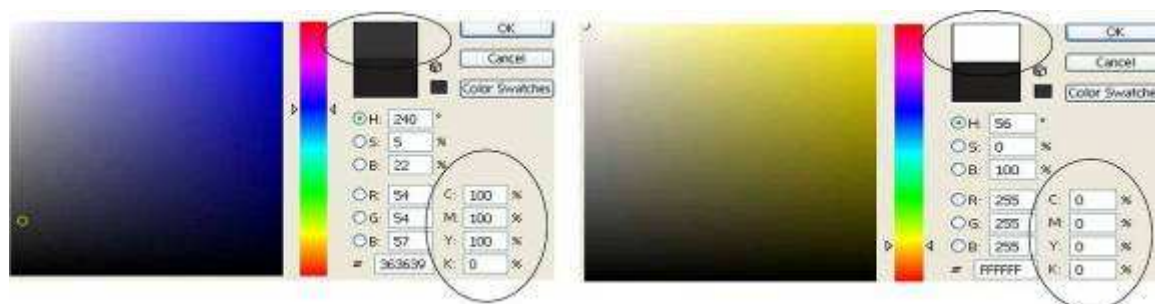 OK
Cancel
Color Swatches
H: 240 °
S: 5 %
B: 22 %
R: 54 C: 100 %
G: 54 M: 100 %
B: 57 Y: 100 %
# 363639 K: 0 %
OK
Cancel
Color Swatche
H: 56 °
S: 0 %
B: 100 %
R: 255 C: 0 %
G: 255 M: 0 %
B: 255 Y: 0 %
# FFFFFF K: 0 %